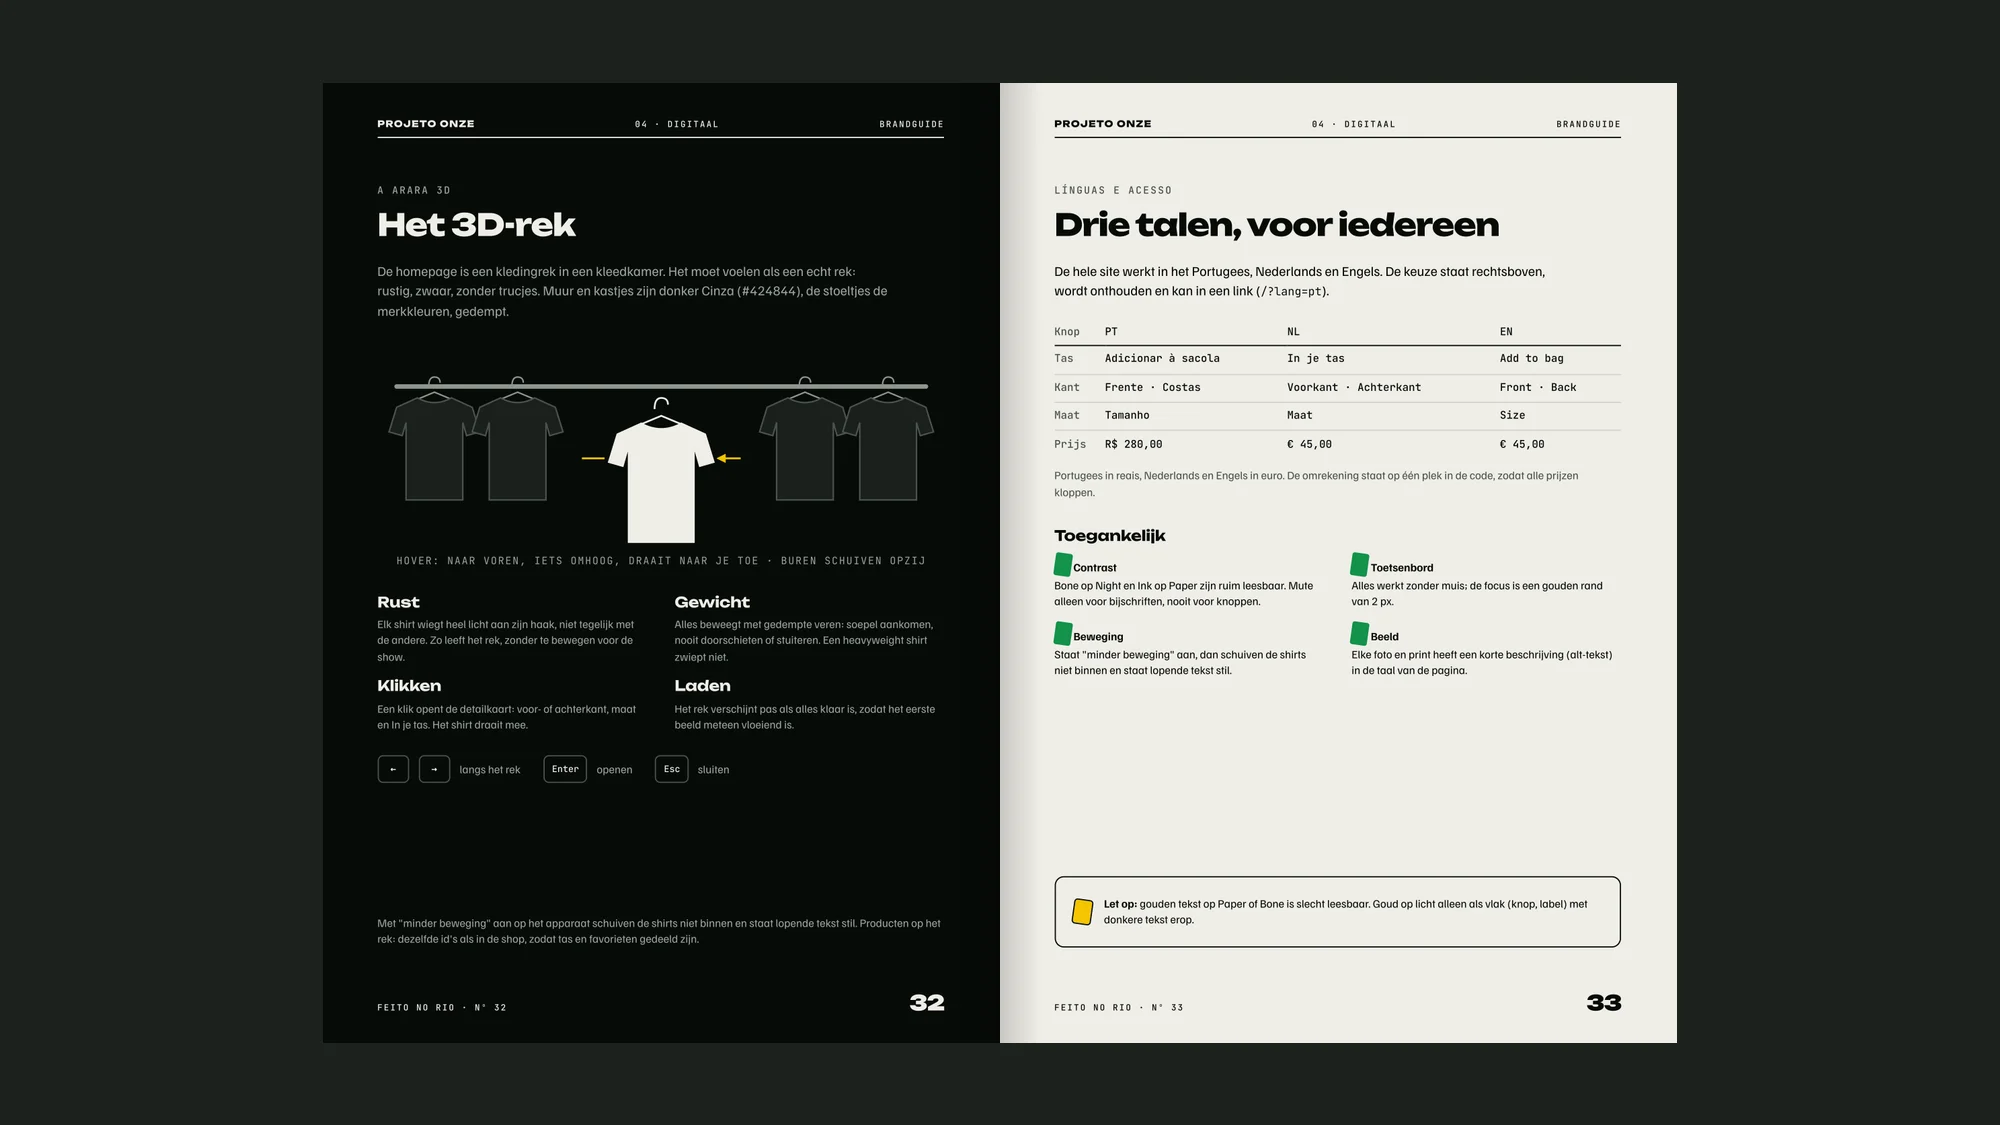 PROJETO ONZE
04 · DIGITAAL
BRANDGUIDE
A ARARA 3D
Het 3D-rek
De homepage is een kledingrek in een kleedkamer. Het moet voelen als een echt rek:
rustig, zwaar, zonder trucjes. Muur en kastjes zijn donker Cinza (#424844), de stoeltjes de
merkkleuren, gedempt.
HOVER: NAAR VOREN, IETS OMHOOG, DRAAIT NAAR JE TOE · BUREN SCHUIVEN OPZIJ
Rust
Elk shirt wiegt heel licht aan zijn haak, niet tegelijk met
de andere. Zo leeft het rek, zonder te bewegen voor de
show.
Gewicht
Alles beweegt met gedempte veren: soepel aankomen,
nooit doorschieten of stuiteren. Een heavyweight shirt
zwiept niet.
Klikken
Een klik opent de detailkaart: voor- of achterkant, maat
en In je tas. Het shirt draait mee.
Laden
Het rek verschijnt pas als alles klaar is, zodat het eerste
beeld meteen vloeiend is.
← → langs het rek Enter openen Esc sluiten
Met "minder beweging" aan op het apparaat schuiven de shirts niet binnen en staat lopende tekst stil. Producten op het
rek: dezelfde id's als in de shop, zodat tas en favorieten gedeeld zijn.
FEITO NO RIO · N° 32
32
PROJETO ONZE
04 · DIGITAAL
BRANDGUIDE
LÍNGUAS E ACESSO
Drie talen, voor iedereen
De hele site werkt in het Portugees, Nederlands en Engels. De keuze staat rechtsboven,
wordt onthouden en kan in een link (/?lang=pt).
Knop PT NL EN
Tas Adicionar à sacola In je tas Add to bag
Kant Frente · Costas Voorkant · Achterkant Front · Back
Maat Tamanho Maat Size
Prijs R$ 280,00 € 45,00 € 45,00
Portugees in reais, Nederlands en Engels in euro. De omrekening staat op één plek in de code, zodat alle prijzen
kloppen.
Toegankelijk
Contrast
Bone op Night en Ink op Paper zijn ruim leesbaar. Mute
alleen voor bijschriften, nooit voor knoppen.
Toetsenbord
Alles werkt zonder muis; de focus is een gouden rand
van 2 px.
Beweging
Staat "minder beweging" aan, dan schuiven de shirts
niet binnen en staat lopende tekst stil.
Beeld
Elke foto en print heeft een korte beschrijving (alt-tekst)
in de taal van de pagina.
Let op: gouden tekst op Paper of Bone is slecht leesbaar. Goud op licht alleen als vlak (knop, label) met
donkere tekst erop.
FEITO NO RIO · N° 33
33